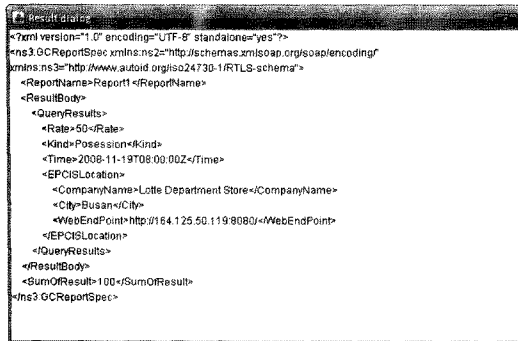 Result dialog
<?xml version="1.0" encoding="UTF-8" standalone="yes"?>
<ns3:GCReportSpec xmlns:ns2="http://schemas.xmlsoap.org/soap/encoding/"
xmlns:ns3="http://www.autoid.org/iso24730-1/RTLS-schema">
<ReportName>Report1</ReportName>
<ResultBody>
<QueryResults>
<Rate>50</Rate>
<Kind>Posession</Kind>
<Time>2008-11-19T08:00:00Z</Time>
<EPCISLocation>
<CompanyName>Lotte Department Store</CompanyName>
<City>Busan</City>
<WebEndPoint>http://164.125.50.119:8080/</WebEndPoint>
</EPCISLocation>
</QueryResults>
</ResultBody>
<SumOfResult>100</SumOfResult>
</ns3:GCReportSpec>